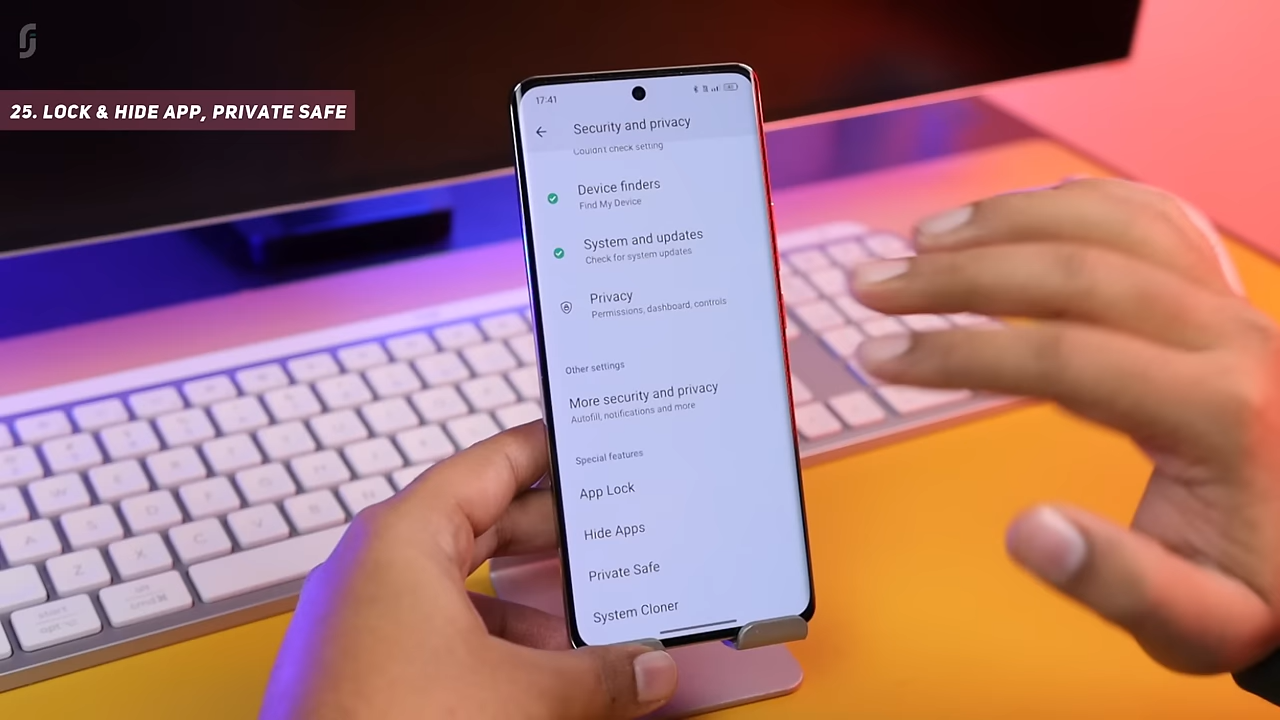 25. LOCK & HIDE APP, PRIVATE SAFE
17:41
Security and privacy
Couldn't check setting
Device finders
Find My Device
System and updates
Check for system updates
Privacy
Permissions, dashboard, controls
Other settings
More security and privacy
Autofill, notifications and more
Special features
App Lock
Hide Apps
Private Safe
System Cloner